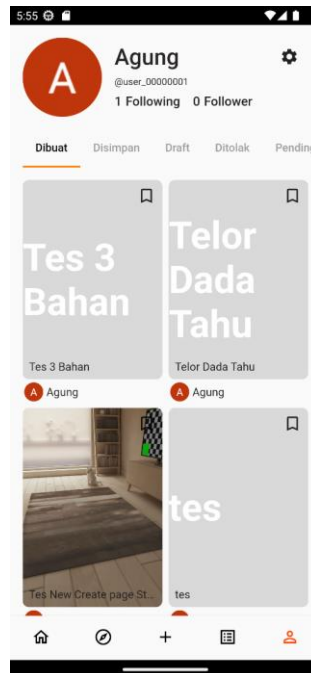 5:55
A
Agung
@user_00000001
1 Following 0 Follower
Dibuat Disimpan Draft Ditolak Pending
Tes 3
Bahan
Tes 3 Bahan
Telor
Dada
Tahu
Telor Dada Tahu
A Agung
A Agung
Tes New Create page St...
tes
tes